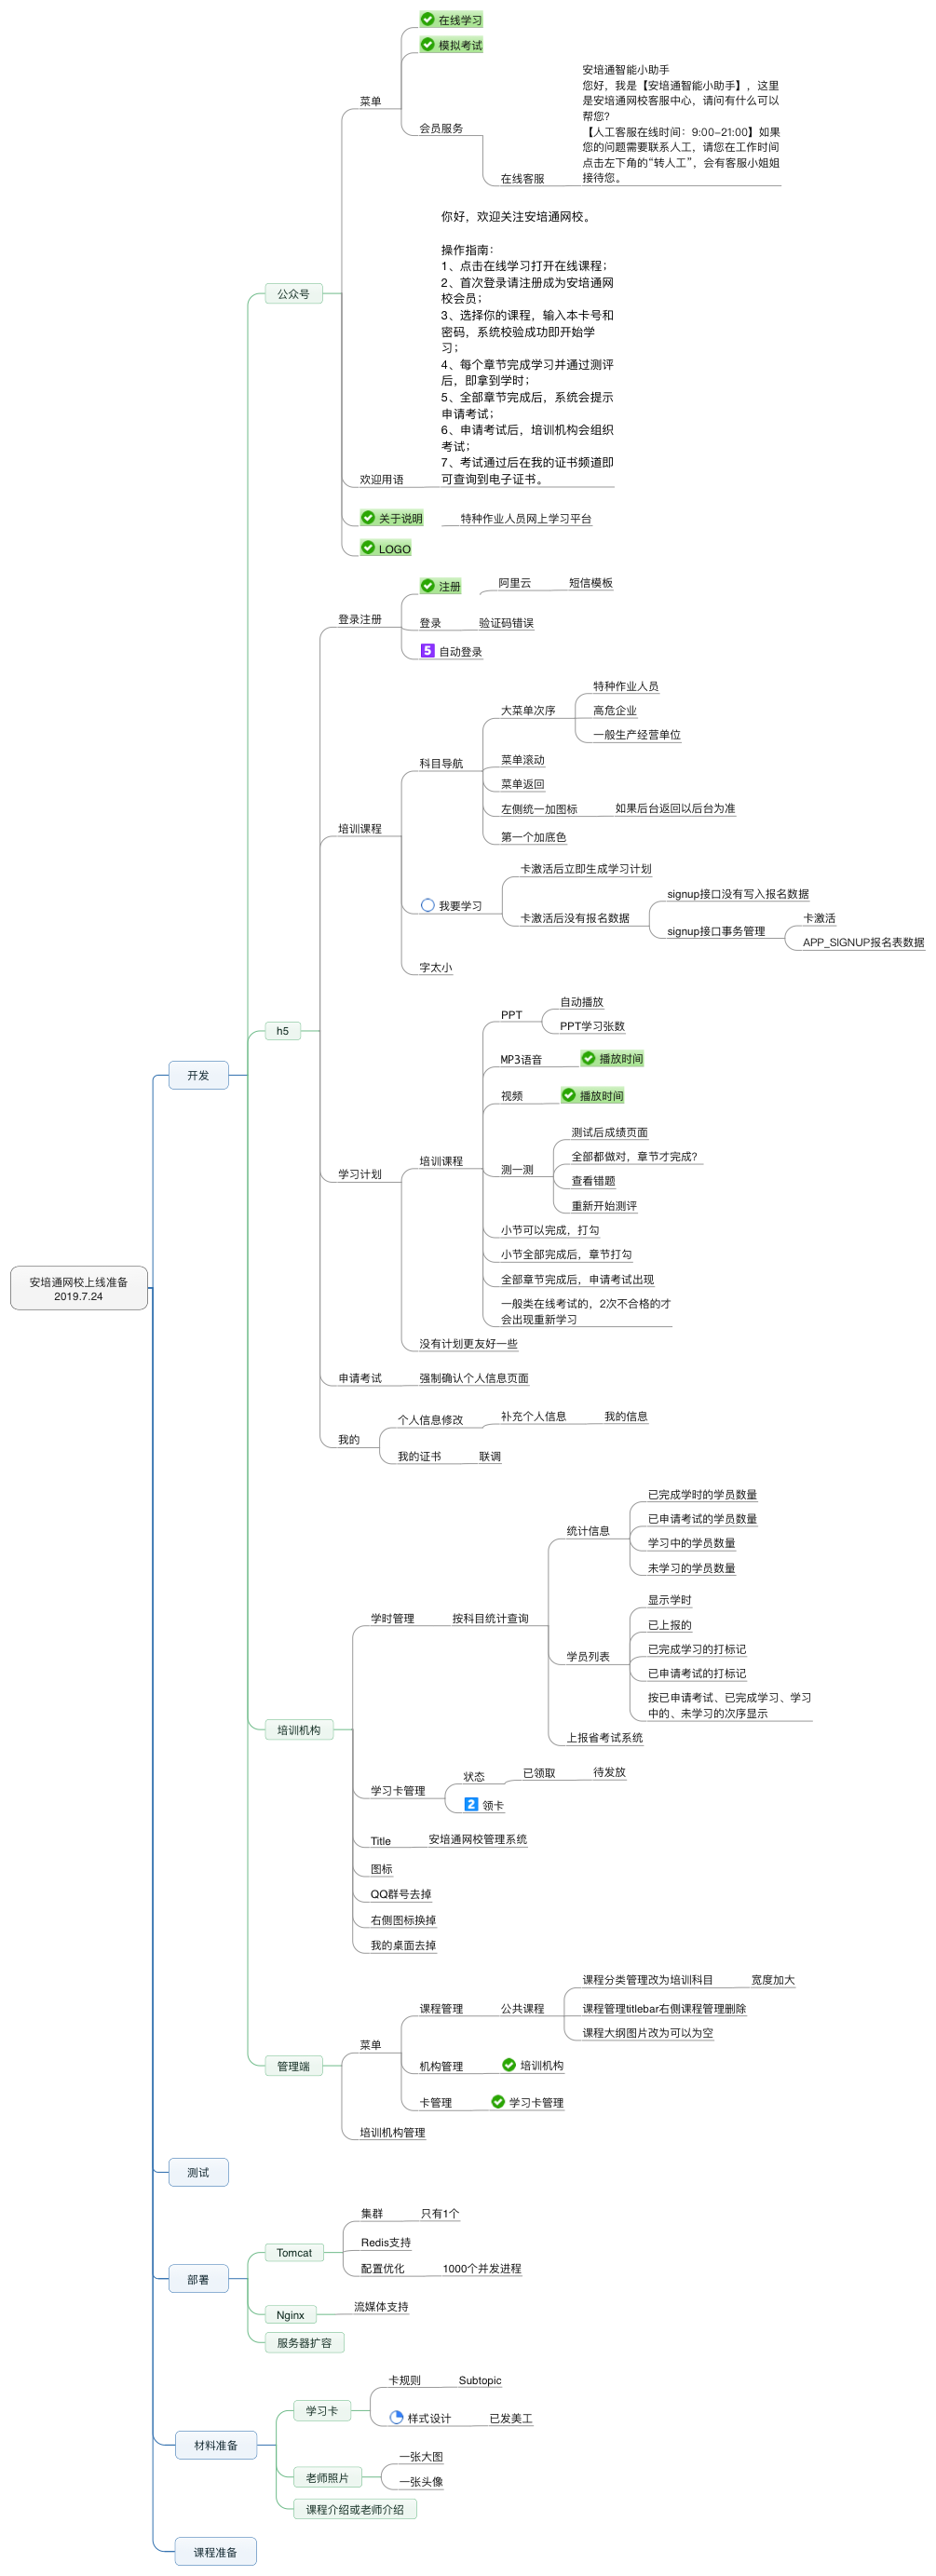 在线学习
模拟考试
安培通智能小助手
您好，我是【安培通智能小助手】，这里
是安培通网校客服中心，请问有什么可以
帮您？
【人工客服在线时间：9:00-21:00】如果
您的问题需要联系人工，请您在工作时间
点击左下角的“转人工”，会有客服小姐姐
接待您。
菜单
会员服务
在线客服
你好，欢迎关注安培通网校。
操作指南：
1、点击在线学习打开在线课程；
2、首次登录请注册成为安培通网
校会员；
3、选择你的课程，输入本卡号和
密码，系统校验成功即开始学
习；
4、每个章节完成学习并通过测评
后，即拿到学时；
5、全部章节完成后，系统会提示
申请考试；
6、申请考试后，培训机构会组织
考试；
7、考试通过后在我的证书频道即
可查询到电子证书。
公众号
欢迎用语
关于说明
特种作业人员网上学习平台
LOGO
注册
阿里云
短信模板
登录注册
登录
验证码错误
5
自动登录
特种作业人员
大菜单次序
高危企业
一般生产经营单位
科目导航
菜单滚动
菜单返回
左侧统一加图标
如果后台返回以后台为准
培训课程
第一个加底色
卡激活后立即生成学习计划
我要学习
signup接口没有写入报名数据
卡激活后没有报名数据
卡激活
signup接口事务管理
APP_SIGNUP报名表数据
字太小
h5
自动播放
PPT
PPT学习张数
MP3语音
播放时间
开发
视频
播放时间
测试后成绩页面
全部都做对，章节才完成？
培训课程
测一测
学习计划
查看错题
重新开始测评
小节可以完成，打勾
小节全部完成后，章节打勾
全部章节完成后，申请考试出现
安培通网校上线准备
2019.7.24
一般类在线考试的，2次不合格的才
会出现重新学习
没有计划更友好一些
申请考试
强制确认个人信息页面
个人信息修改
补充个人信息
我的信息
我的
我的证书
联调
已完成学时的学员数量
已申请考试的学员数量
统计信息
学习中的学员数量
未学习的学员数量
显示学时
学时管理
按科目统计查询
已上报的
已完成学习的打标记
学员列表
已申请考试的打标记
按已申请考试、已完成学习、学习
中的、未学习的次序显示
培训机构
上报省考试系统
状态
已领取
待发放
学习卡管理
2
领卡
Title
安培通网校管理系统
图标
QQ群号去掉
右侧图标换掉
我的桌面去掉
课程分类管理改为培训科目
宽度加大
课程管理
公共课程
课程管理titlebar右侧课程管理删除
课程大纲图片改为可以为空
菜单
管理端
机构管理
培训机构
卡管理
学习卡管理
培训机构管理
测试
集群
只有1个
Tomcat
Redis支持
配置优化
1000个并发进程
部署
Nginx
流媒体支持
服务器扩容
卡规则
Subtopic
学习卡
样式设计
已发美工
材料准备
一张大图
老师照片
一张头像
课程介绍或老师介绍
课程准备